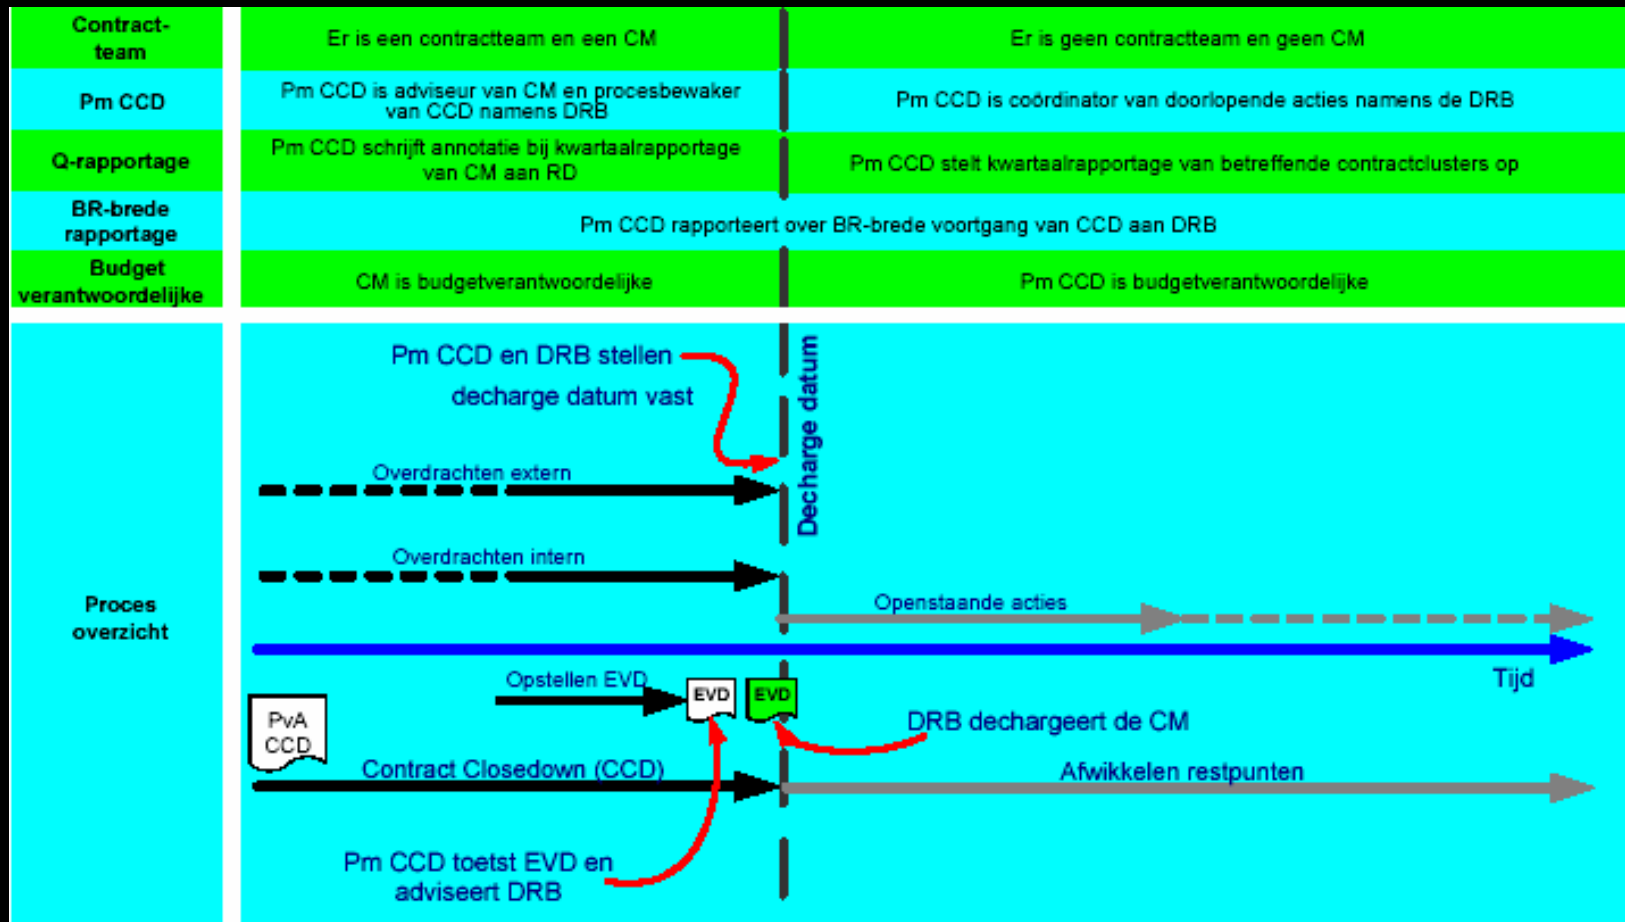 Contract-
team
Er is een contractteam en een CM
Er is geen contractteam en geen CM
Pm CCD
Pm CCD is adviseur van CM en procesbewaker
van CCD namens DRB
Pm CCD is coördinator van doorlopende acties namens de DRB
Q-rapportage
Pm CCD schrijft annotatie bij kwartaalrapportage
van CM aan RD
Pm CCD stelt kwartaalrapportage van betreffende contractclusters op
BR-brede
rapportage
Pm CCD rapporteert over BR-brede voortgang van CCD aan DRB
Budget
verantwoordelijke
CM is budgetverantwoordelijke
Pm CCD is budgetverantwoordelijke
Proces
overzicht
Pm CCD en DRB stellen
decharge datum vast
Decharge datum
Overdrachten extern
Overdrachten intern
Openstaande acties
Tijd
Opstellen EVD
EVD
EVD
PvA
CCD
DRB dechargeert de CM
Contract Closedown (CCD)
Afwikkelen restpunten
Pm CCD toetst EVD en
adviseert DRB